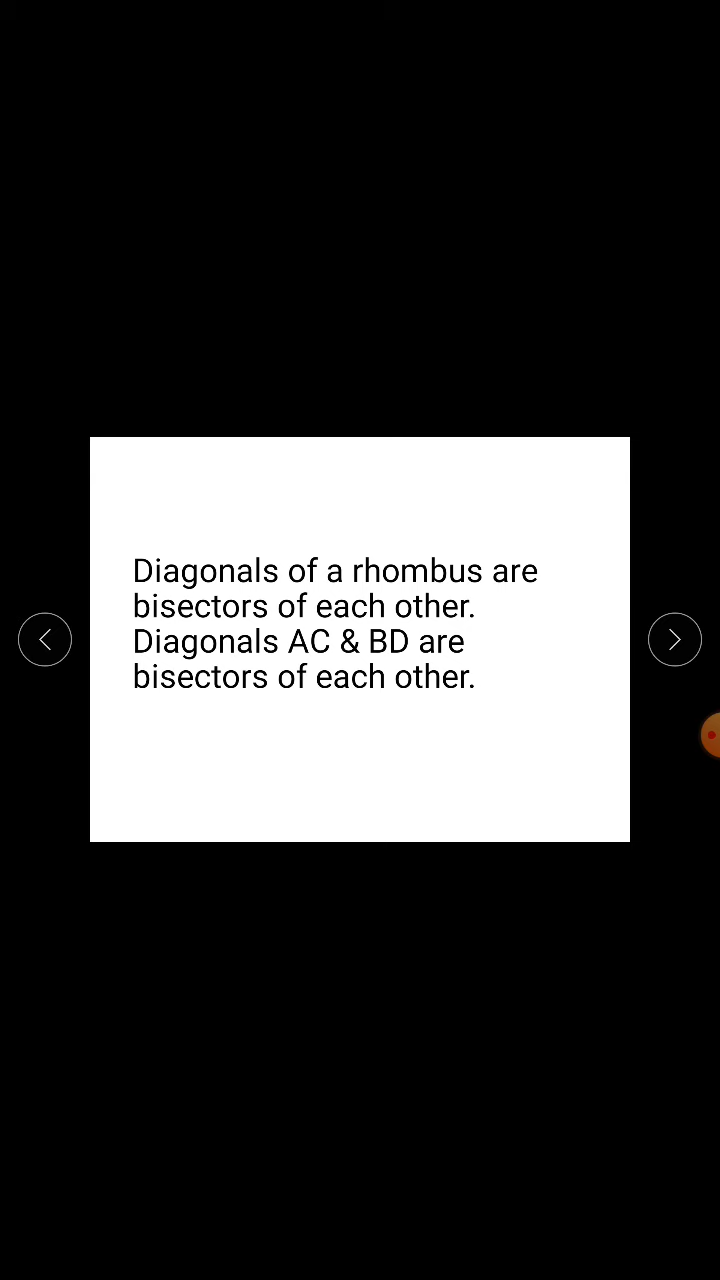 Diagonals of a rhombus are
bisectors of each other.
Diagonals AC & BD are
bisectors of each other.